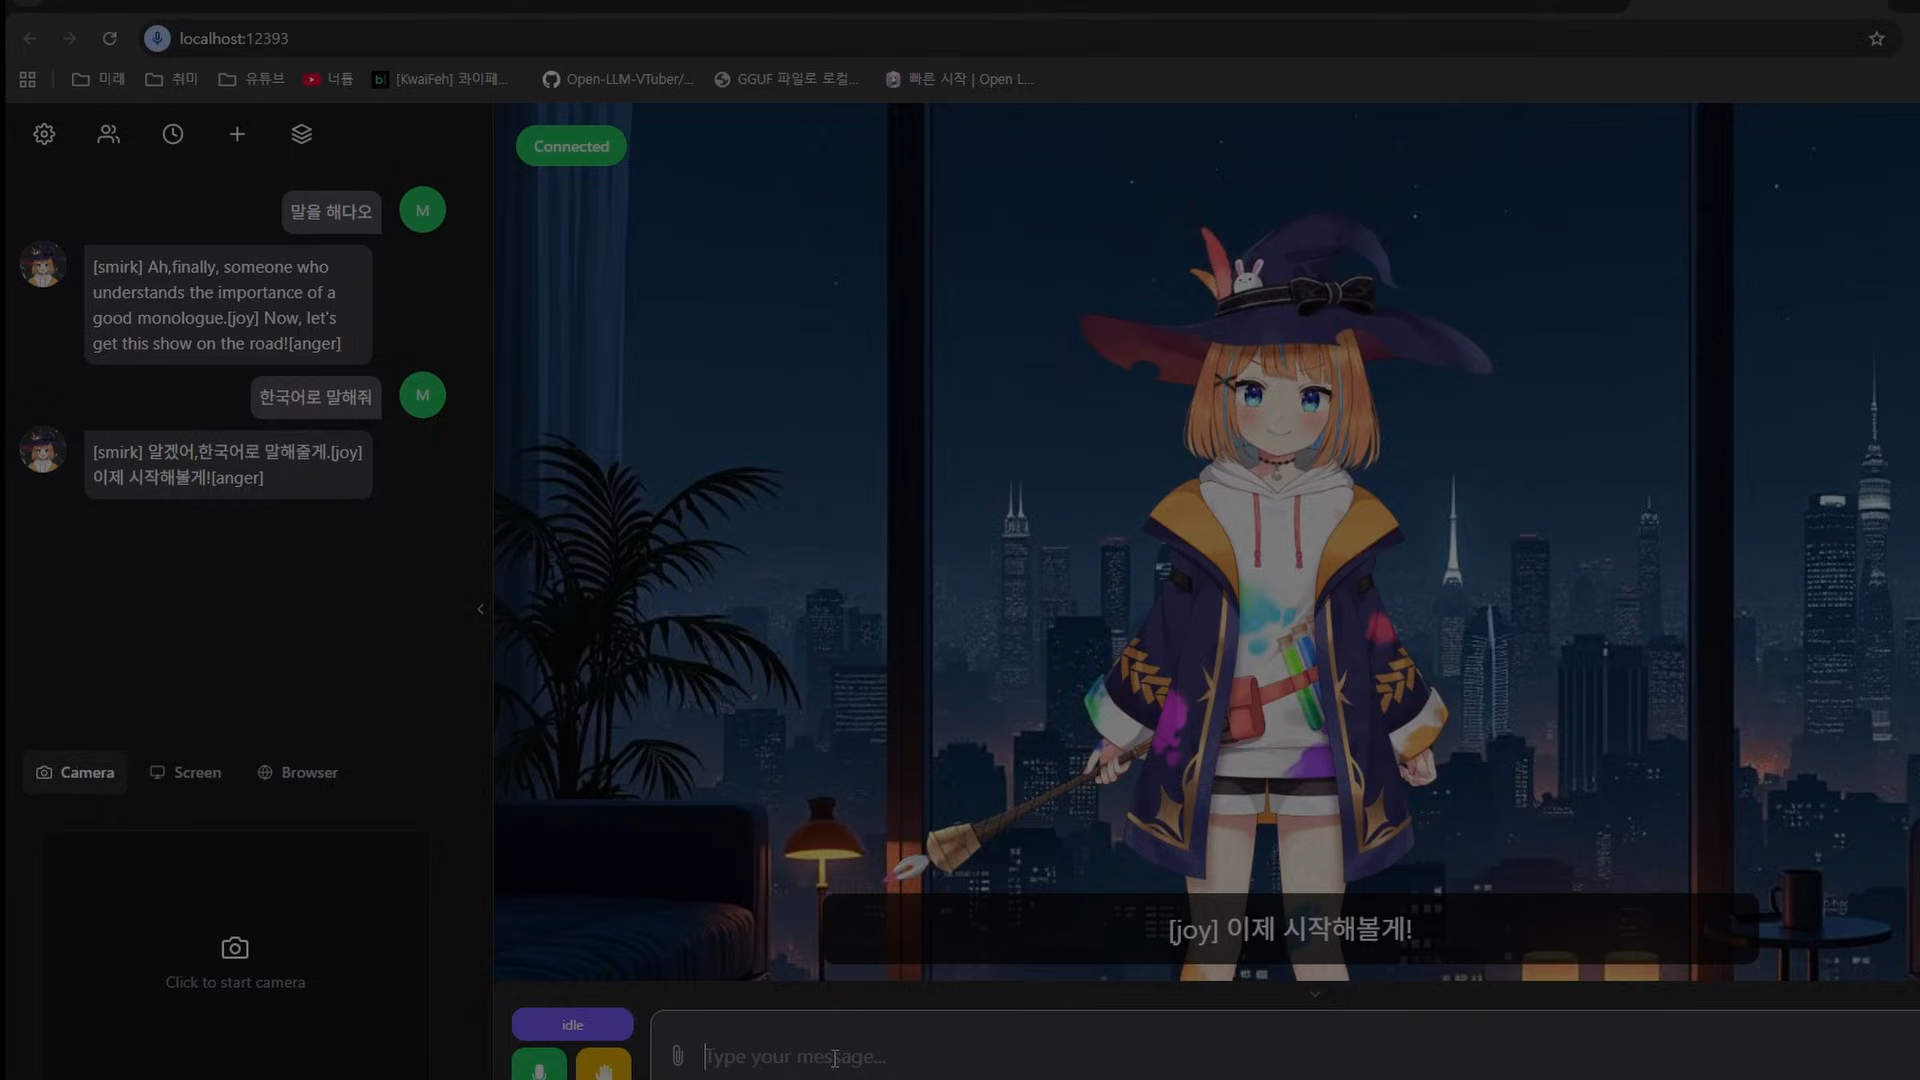 localhost:12393
미래
취미
유튜브
너튭
[KwaiFeh] 콰이페...
Open-LLM-VTuber/...
GGUF 파일로 로컬...
빠른 시작 | Open L...
Connected
말을 해다오
M
[smirk] Ah,finally, someone who
understands the importance of a
good monologue.[joy] Now, let's
get this show on the road![anger]
한국어로 말해줘
M
[smirk] 알겠어,한국어로 말해줄게.[joy]
이제 시작해볼게![anger]
Camera
Screen
Browser
Click to start camera
[joy] 이제 시작해볼게!
idle
Type your message...